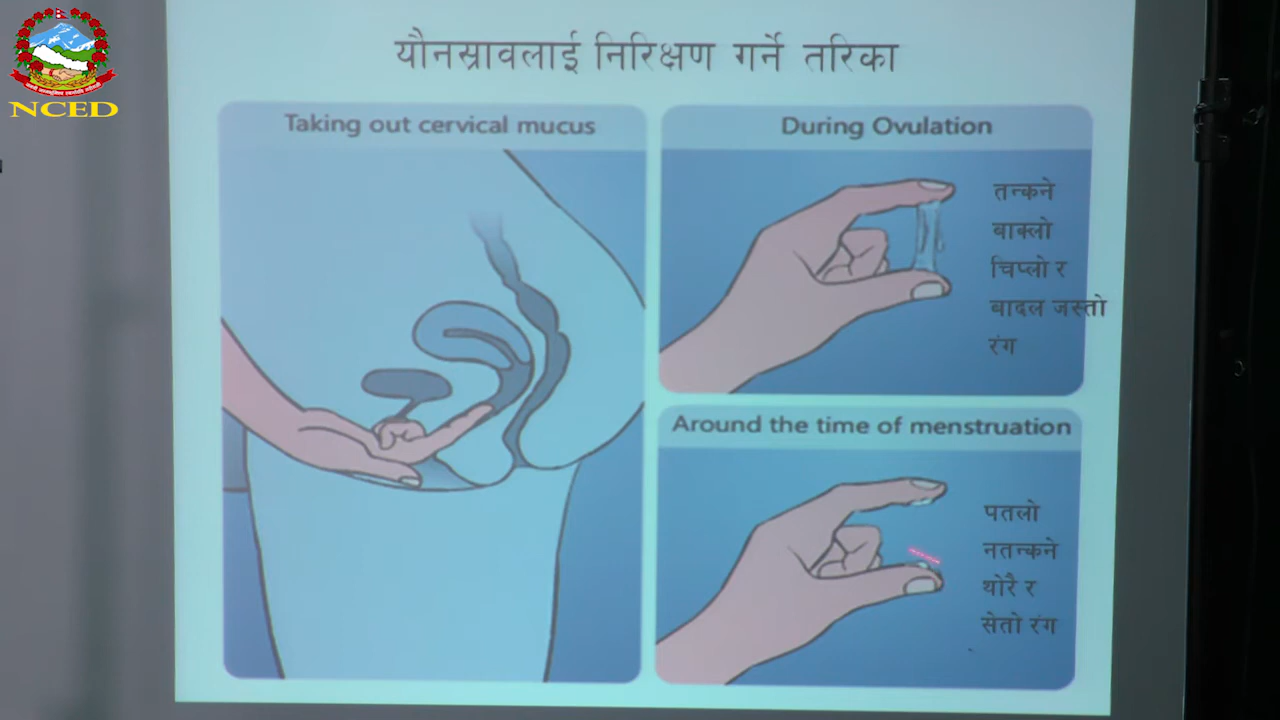 NCED
यौनस्रावलाई निरिक्षण गर्ने तरिका
Taking out cervical mucus
During Ovulation
तन्कने
बाक्लो
चिप्लो र
बादल जस्तो
रंग
Around the time of menstruation
पतलो
नतन्कने
थोरै र
सेतो रंग